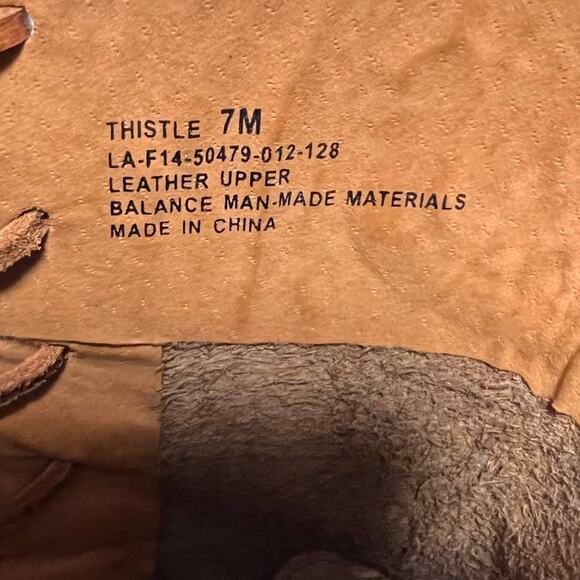 THISTLE 7M
LA-F14-50479-012-128
LEATHER UPPER
BALANCE MAN-MADE MATERIALS
MADE IN CHINA